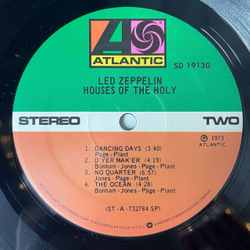 ATLANTIC
SD 19130
LED ZEPPELIN
HOUSES OF THE HOLY
STEREO
TWO
1. DANCING DAYS (3:40)
Page - Plant
2. D'YER MAK'ER (4:19)
Bonham - Jones - Page - Plant
3. NO QUARTER (6:57)
Jones - Page - Plant
4. THE OCEAN (4:28)
Bonham - Jones - Page - Plant
℗ 1973
ATLANTIC
(ST - A - 732784 SP)